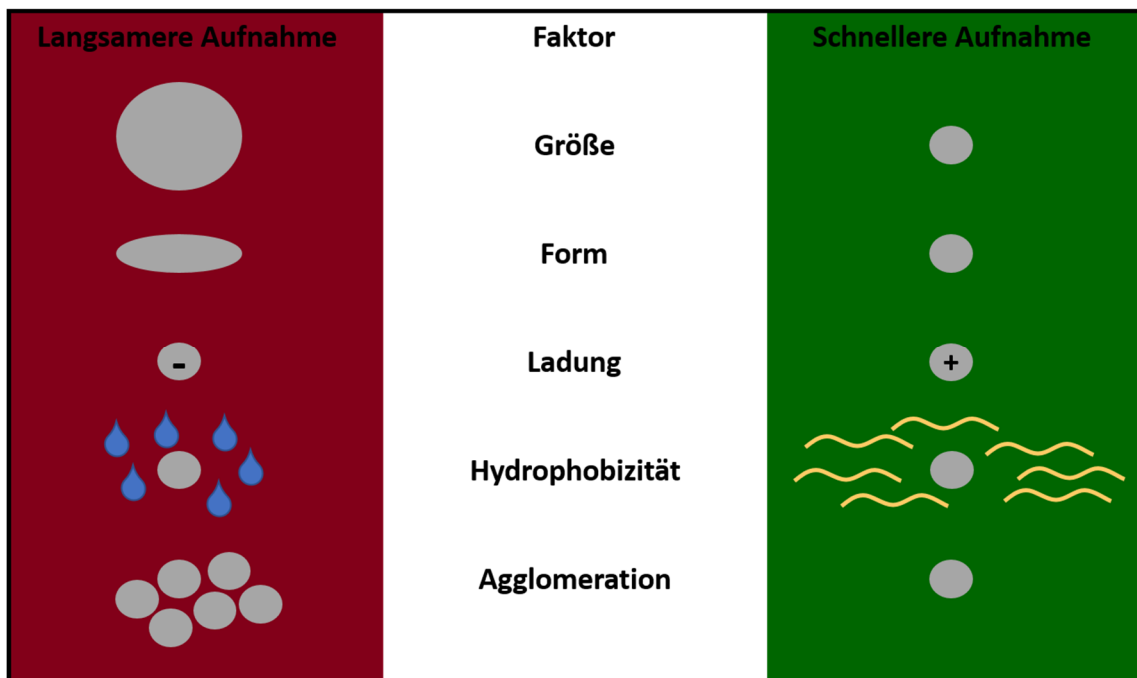 Langsamere Aufnahme
Faktor
Schnellere Aufnahme
Größe
Form
-
Ladung
+
Hydrophobizität
Agglomeration